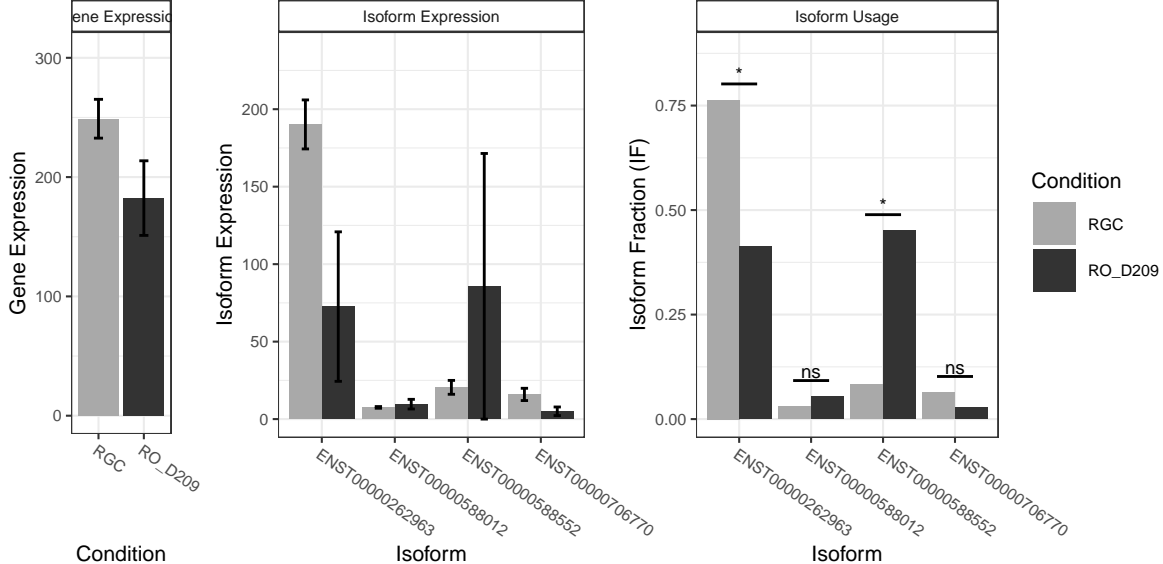 ene Expressio
Isoform Expression
Isoform Usage
Gene Expression
300
200
100
0
RGC
RO_D209
Condition
Isoform Expression
200
150
100
50
0
ENST00000262963
ENST00000588012
ENST00000588552
ENST00000706770
Isoform
Isoform Fraction (IF)
0.75
0.50
0.25
0.00
*
ns
*
ns
ENST00000262963
ENST00000588012
ENST00000588552
ENST00000706770
Isoform
Condition
RGC
RO_D209